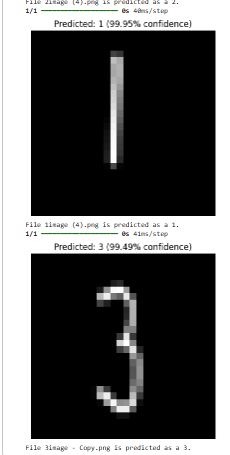 File 2image (4).png is predicted as a 2.
1/1 ━━━━━━━━━━━━━━━━━━━━ 0s 40ms/step
Predicted: 1 (99.95% confidence)
1
File 1image (4).png is predicted as a 1.
1/1 ━━━━━━━━━━━━━━━━━━━━ 0s 41ms/step
Predicted: 3 (99.49% confidence)
3
File 3image - Copy.png is predicted as a 3.